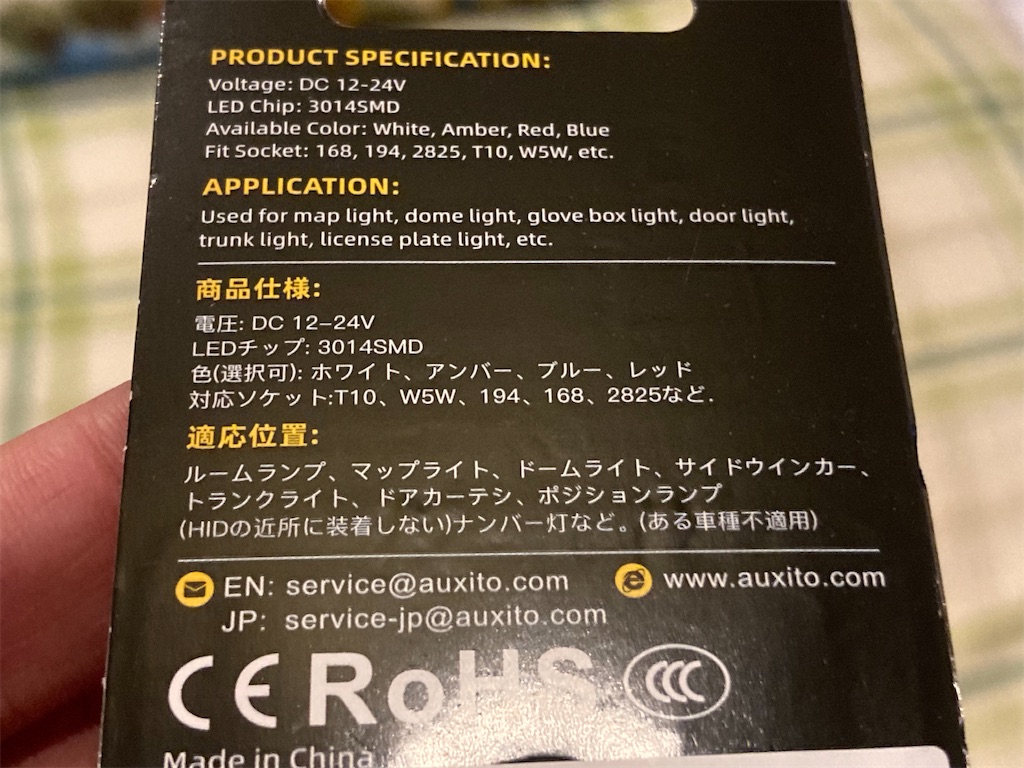 PRODUCT SPECIFICATION:
Voltage: DC 12-24V
LED Chip: 3014SMD
Available Color: White, Amber, Red, Blue
Fit Socket: 168, 194, 2825, T10, W5W, etc.
APPLICATION:
Used for map light, dome light, glove box light, door light,
trunk light, license plate light, etc.
商品仕様:
電圧: DC 12–24V
LEDチップ: 3014SMD
色(選択可): ホワイト、アンバー、ブルー、レッド
対応ソケット:T10、W5W、194、168、2825など.
適応位置:
ルームランプ、マップライト、ドームライト、サイドウインカー、
トランクライト、ドアカーテシ、ポジションランプ
(HIDの近所に装着しない)ナンバー灯など。(ある車種不適用)
EN: service@auxito.com
www.auxito.com
JP: service-jp@auxito.com
CE RoHS CCC
Made in China